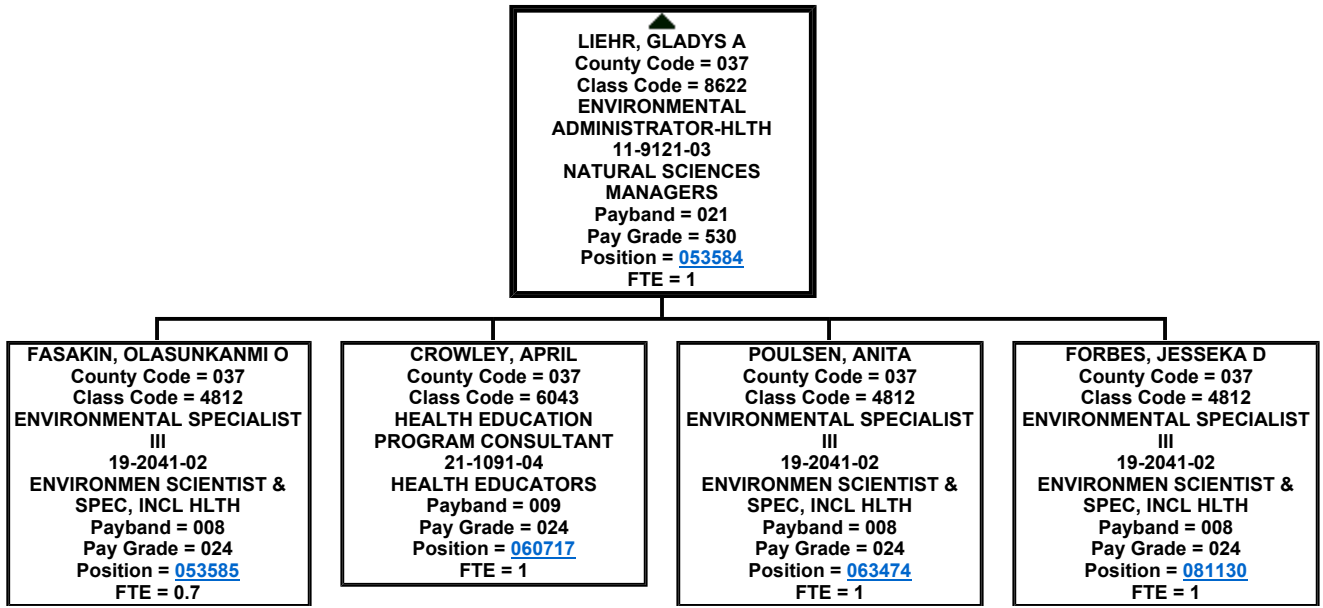 LIEHR, GLADYS A
County Code = 037
Class Code = 8622
ENVIRONMENTAL
ADMINISTRATOR-HLTH
11-9121-03
NATURAL SCIENCES
MANAGERS
Payband = 021
Pay Grade = 530
Position = 053584
FTE = 1
FASAKIN, OLASUNKANMI O
County Code = 037
Class Code = 4812
ENVIRONMENTAL SPECIALIST
III
19-2041-02
ENVIRONMEN SCIENTIST &
SPEC, INCL HLTH
Payband = 008
Pay Grade = 024
Position = 053585
FTE = 0.7
CROWLEY, APRIL
County Code = 037
Class Code = 6043
HEALTH EDUCATION
PROGRAM CONSULTANT
21-1091-04
HEALTH EDUCATORS
Payband = 009
Pay Grade = 024
Position = 060717
FTE = 1
POULSEN, ANITA
County Code = 037
Class Code = 4812
ENVIRONMENTAL SPECIALIST
III
19-2041-02
ENVIRONMEN SCIENTIST &
SPEC, INCL HLTH
Payband = 008
Pay Grade = 024
Position = 063474
FTE = 1
FORBES, JESSEKA D
County Code = 037
Class Code = 4812
ENVIRONMENTAL SPECIALIST
III
19-2041-02
ENVIRONMEN SCIENTIST &
SPEC, INCL HLTH
Payband = 008
Pay Grade = 024
Position = 081130
FTE = 1